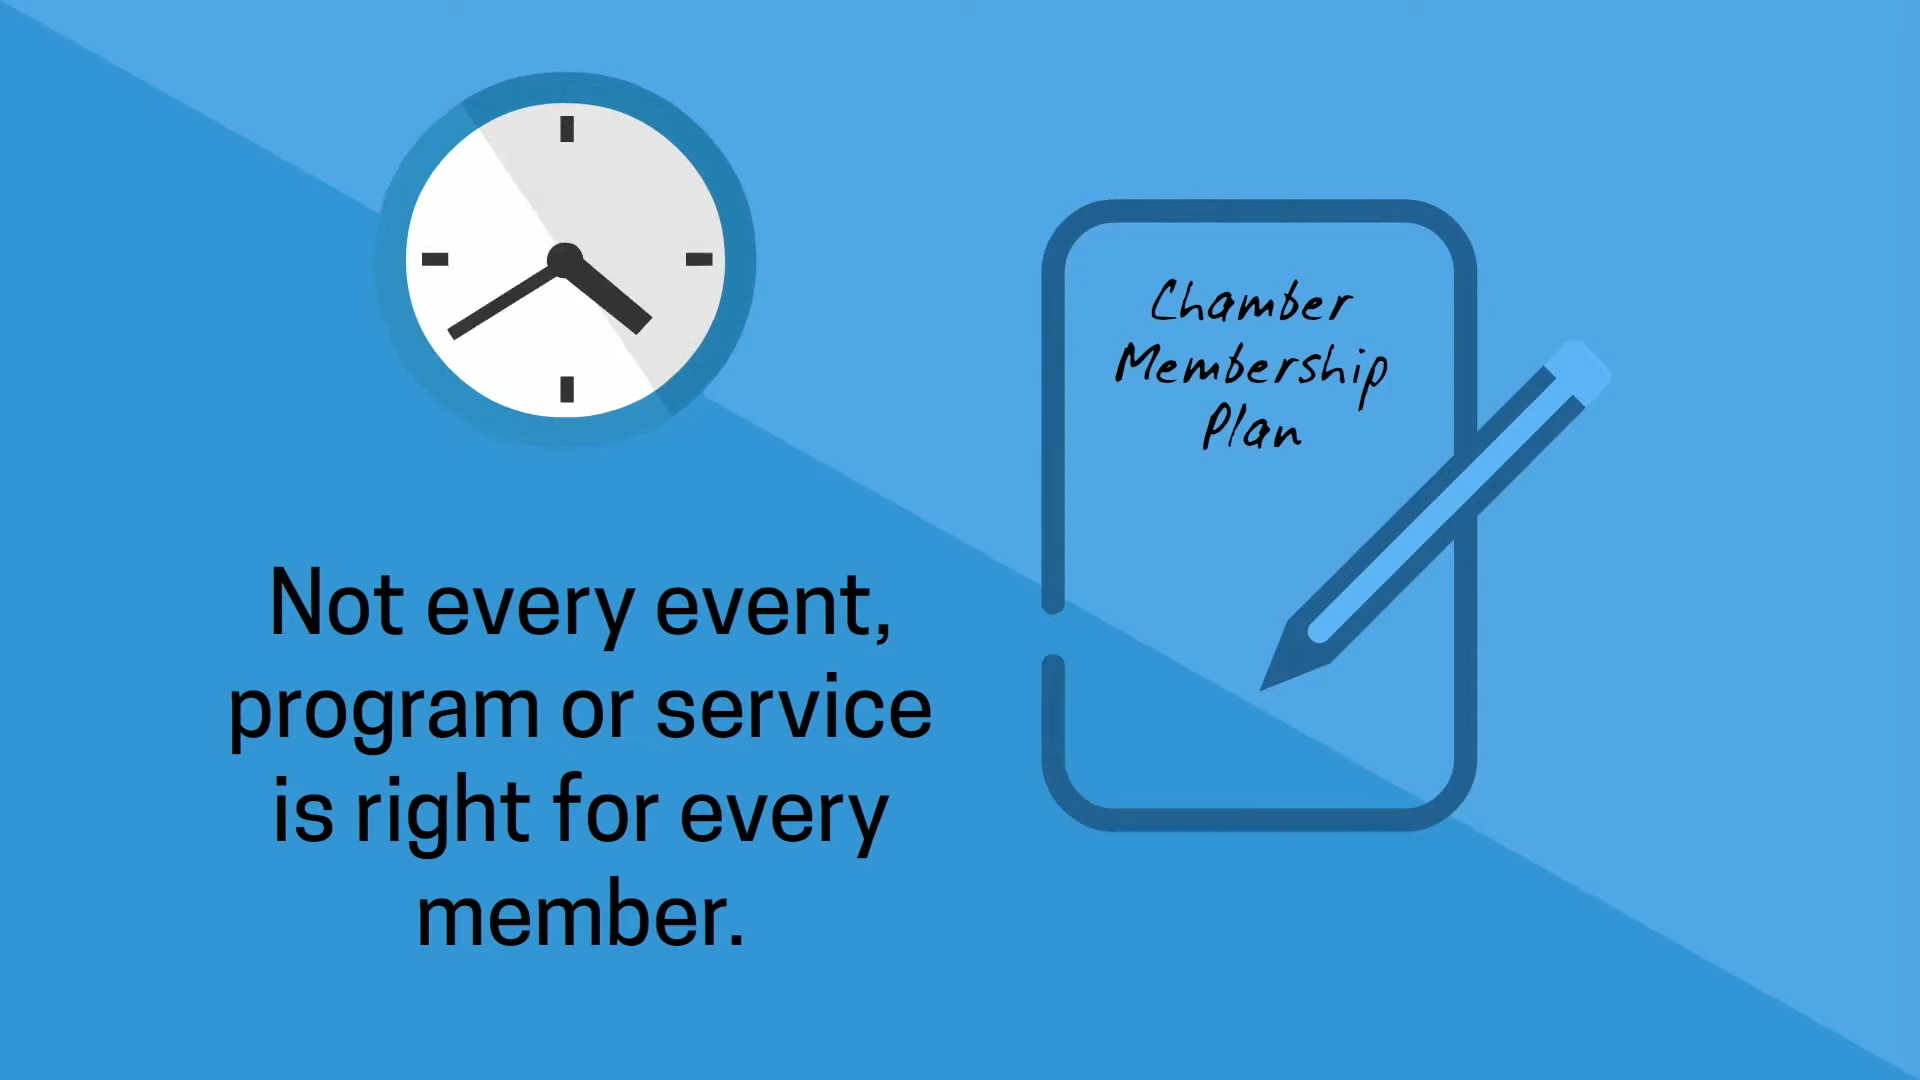 Not every event,
program or service
is right for every
member.
Chamber
Membership
Plan